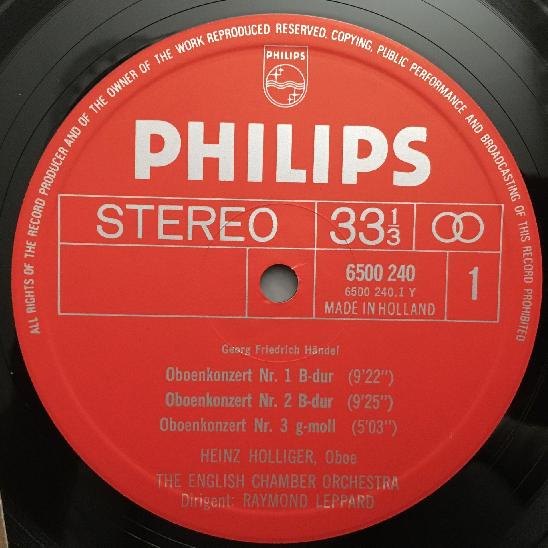 ALL RIGHTS OF THE RECORD PRODUCER AND OF THE OWNER OF THE WORK REPRODUCED RESERVED. COPYING, PUBLIC PERFORMANCE AND BROADCASTING OF THIS RECORD PROHIBITED
PHILIPS
PHILIPS
STEREO 33 1/3
6500 240
6500 240.1 Y
MADE IN HOLLAND
1
Georg Friedrich Händel
Oboenkonzert Nr. 1 B-dur (9'22")
Oboenkonzert Nr. 2 B-dur (9'25")
Oboenkonzert Nr. 3 g-moll (5'03")
HEINZ HOLLIGER, Oboe
THE ENGLISH CHAMBER ORCHESTRA
Dirigent: RAYMOND LEPPARD